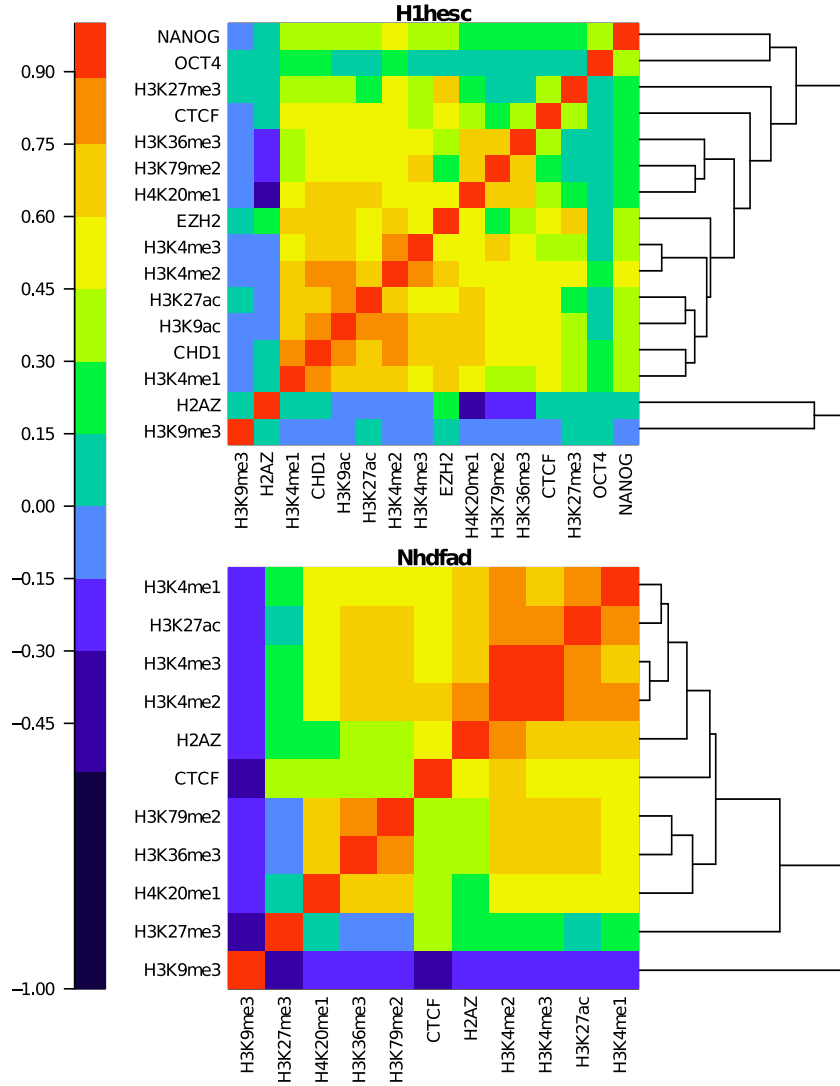 H1hesc
NANOG
OCT4
H3K27me3
CTCF
H3K36me3
H3K79me2
H4K20me1
EZH2
H3K4me3
H3K4me2
H3K27ac
H3K9ac
CHD1
H3K4me1
H2AZ
H3K9me3
H3K9me3
H2AZ
H3K4me1
CHD1
H3K9ac
H3K27ac
H3K4me2
H3K4me3
EZH2
H4K20me1
H3K79me2
H3K36me3
CTCF
H3K27me3
OCT4
NANOG
0.90
0.75
0.60
0.45
0.30
0.15
0.00
−0.15
−0.30
−0.45
−1.00
Nhdfad
H3K4me1
H3K27ac
H3K4me3
H3K4me2
H2AZ
CTCF
H3K79me2
H3K36me3
H4K20me1
H3K27me3
H3K9me3
H3K9me3
H3K27me3
H4K20me1
H3K36me3
H3K79me2
CTCF
H2AZ
H3K4me2
H3K4me3
H3K27ac
H3K4me1